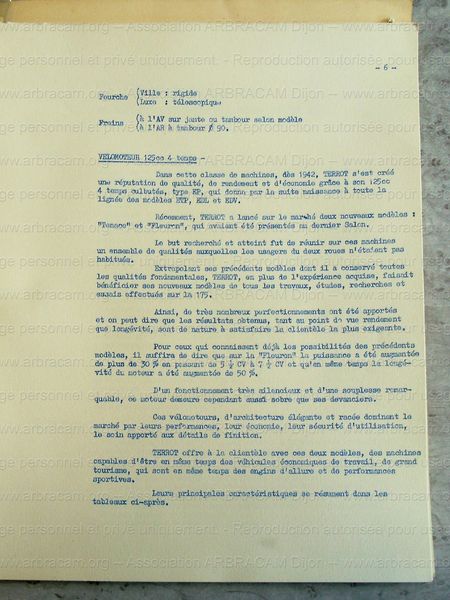 - 6 -
Fourche (Ville : rigide
(Luxe : télescopique
Freins (à l'AV sur jante ou tambour selon modèle
(à l'AR à tambour Ø 90.
VELOMOTEUR 125cc 4 temps -
Dans cette classe de machines, dès 1942, TERROT s'est créé
une réputation de qualité, de rendement et d'économie grâce à son 125cc
4 temps culbutés, type EP, qui donna par la suite naissance à toute la
lignée des modèles ETP, EDL et EDV.
Récemment, TERROT a lancé sur le marché deux nouveaux modèles :
"Tenace" et "Fleuron", qui avaient été présentés au dernier Salon.
Le but recherché et atteint fut de réunir sur ces machines
un ensemble de qualités auxquelles les usagers du deux roues n'étaient pas
habitués.
Extrapolant ses précédents modèles dont il a conservé toutes
les qualités fondamentales, TERROT, en plus de l'expérience acquise, faisait
bénéficier ses nouveaux modèles de tous les travaux, études, recherches et
essais effectués sur la 175.
Ainsi, de très nombreux perfectionnements ont été apportés
et on peut dire que les résultats obtenus, tant au point de vue rendement
que longévité, sont de nature à satisfaire la clientèle la plus exigeante.
Pour ceux qui connaissent déjà les possibilités des précédents
modèles, il suffira de dire que sur la "Fleuron" la puissance a été augmentée
de plus de 30 % en passant de 5 ½ CV à 7 ½ CV et qu'en même temps la longé-
vité du moteur a été augmentée de 50 %.
D'un fonctionnement très silencieux et d'une souplesse remar-
quable, ce moteur demeure cependant aussi sobre que ses devanciers.
Ces vélomoteurs, d'architecture élégante et racée dominent le
marché par leurs performances, leur économie, leur sécurité d'utilisation,
le soin apporté aux détails de finition.
TERROT offre à la clientèle avec ces deux modèles, des machines
capables d'être en même temps des véhicules économiques de travail, de grand
tourisme, qui sont en même temps des engins d'allure et de performances
sportives.
Leurs principales caractéristiques se résument dans les
tableaux ci-après.
www.arbracam.org -- Association ARBRACAM Dijon -- www.arbracam.org